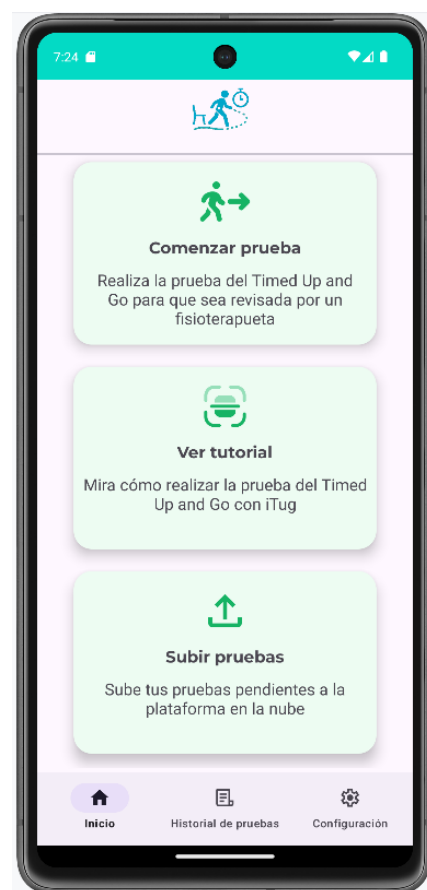 7:24
Comenzar prueba
Realiza la prueba del Timed Up and
Go para que sea revisada por un
fisioterapueta
Ver tutorial
Mira cómo realizar la prueba del Timed
Up and Go con iTug
Subir pruebas
Sube tus pruebas pendientes a la
plataforma en la nube
Inicio
Historial de pruebas
Configuración